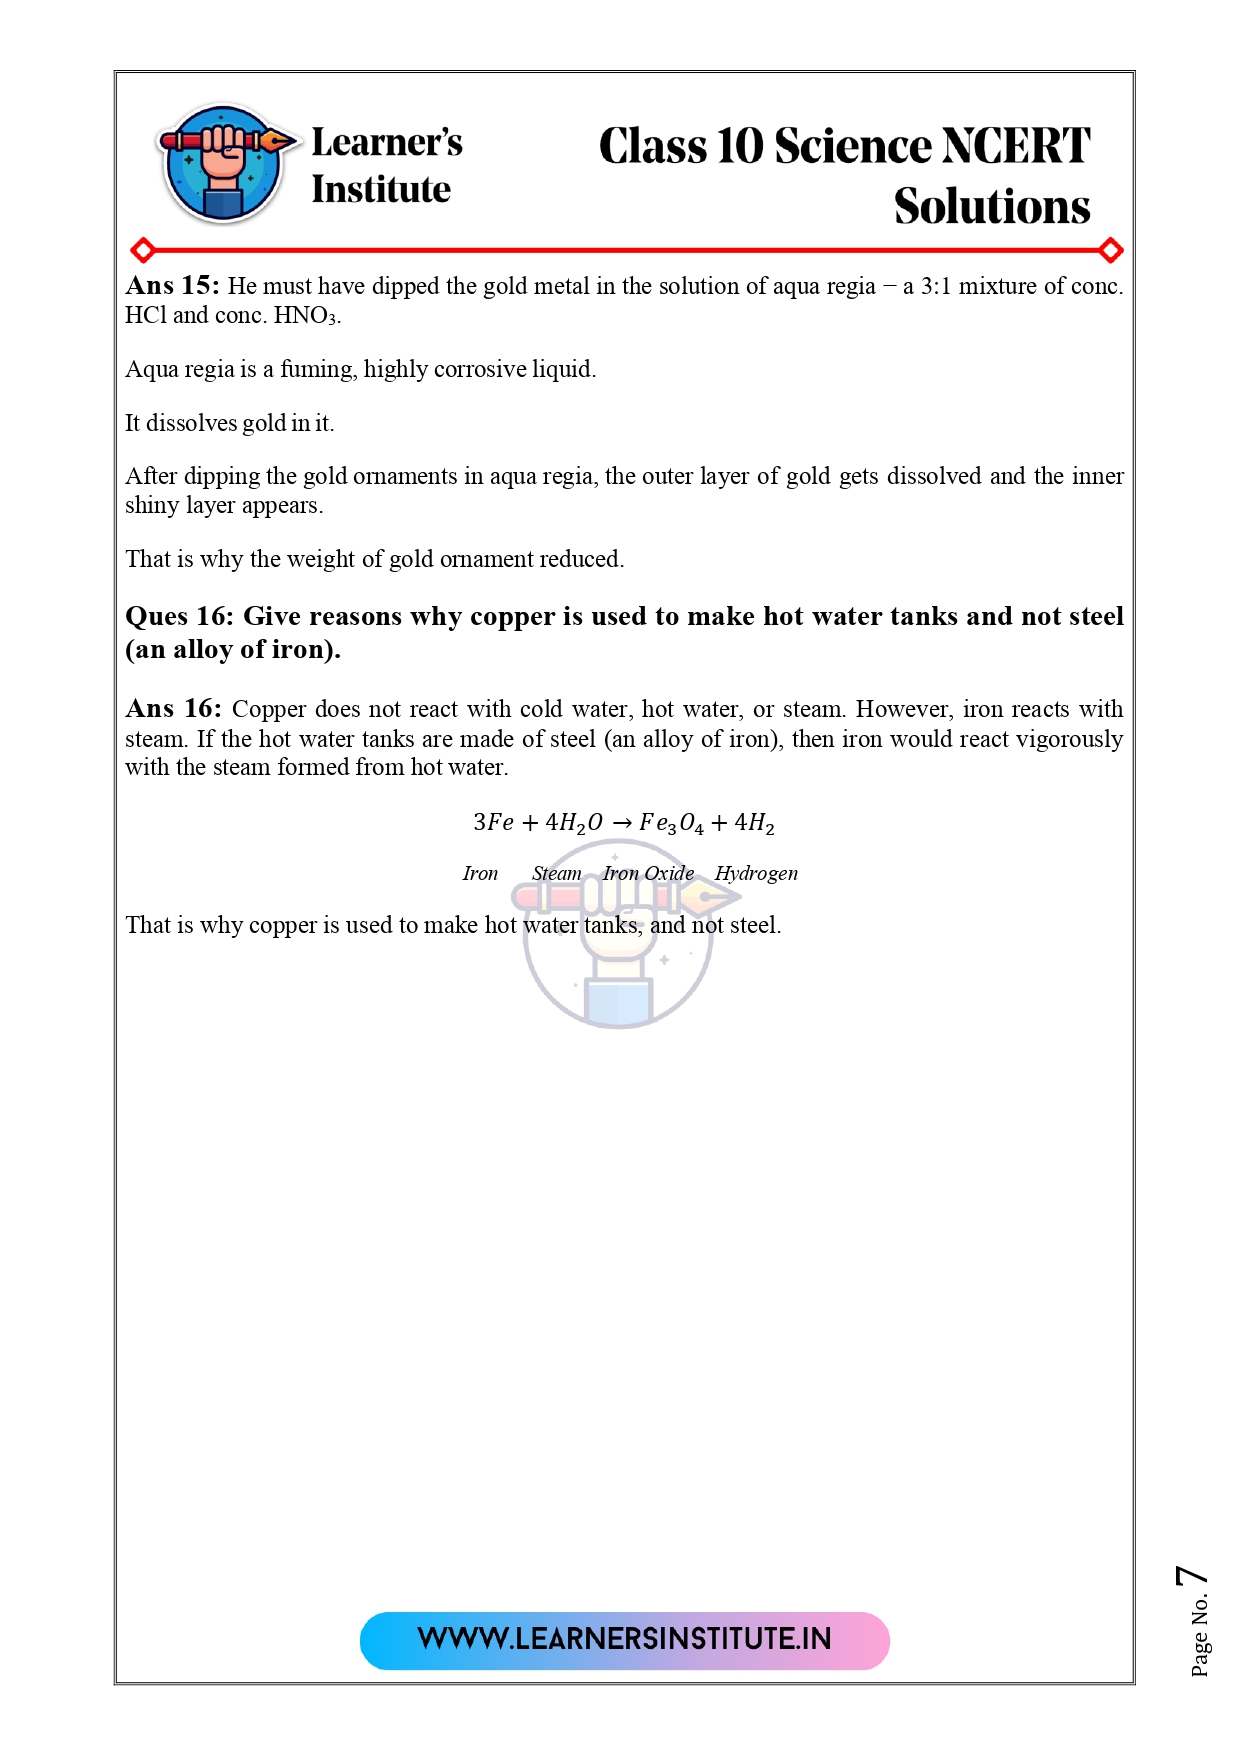 Learner's
Institute
Class 10 Science NCERT
Solutions
Ans 15: He must have dipped the gold metal in the solution of aqua regia − a 3:1 mixture of conc.
HCl and conc. HNO₃.
Aqua regia is a fuming, highly corrosive liquid.
It dissolves gold in it.
After dipping the gold ornaments in aqua regia, the outer layer of gold gets dissolved and the inner
shiny layer appears.
That is why the weight of gold ornament reduced.
Ques 16: Give reasons why copper is used to make hot water tanks and not steel
(an alloy of iron).
Ans 16: Copper does not react with cold water, hot water, or steam. However, iron reacts with
steam. If the hot water tanks are made of steel (an alloy of iron), then iron would react vigorously
with the steam formed from hot water.
3Fe + 4H₂O → Fe₃O₄ + 4H₂
Iron Steam Iron Oxide Hydrogen
That is why copper is used to make hot water tanks, and not steel.
WWW.LEARNERSINSTITUTE.IN
Page No. 7